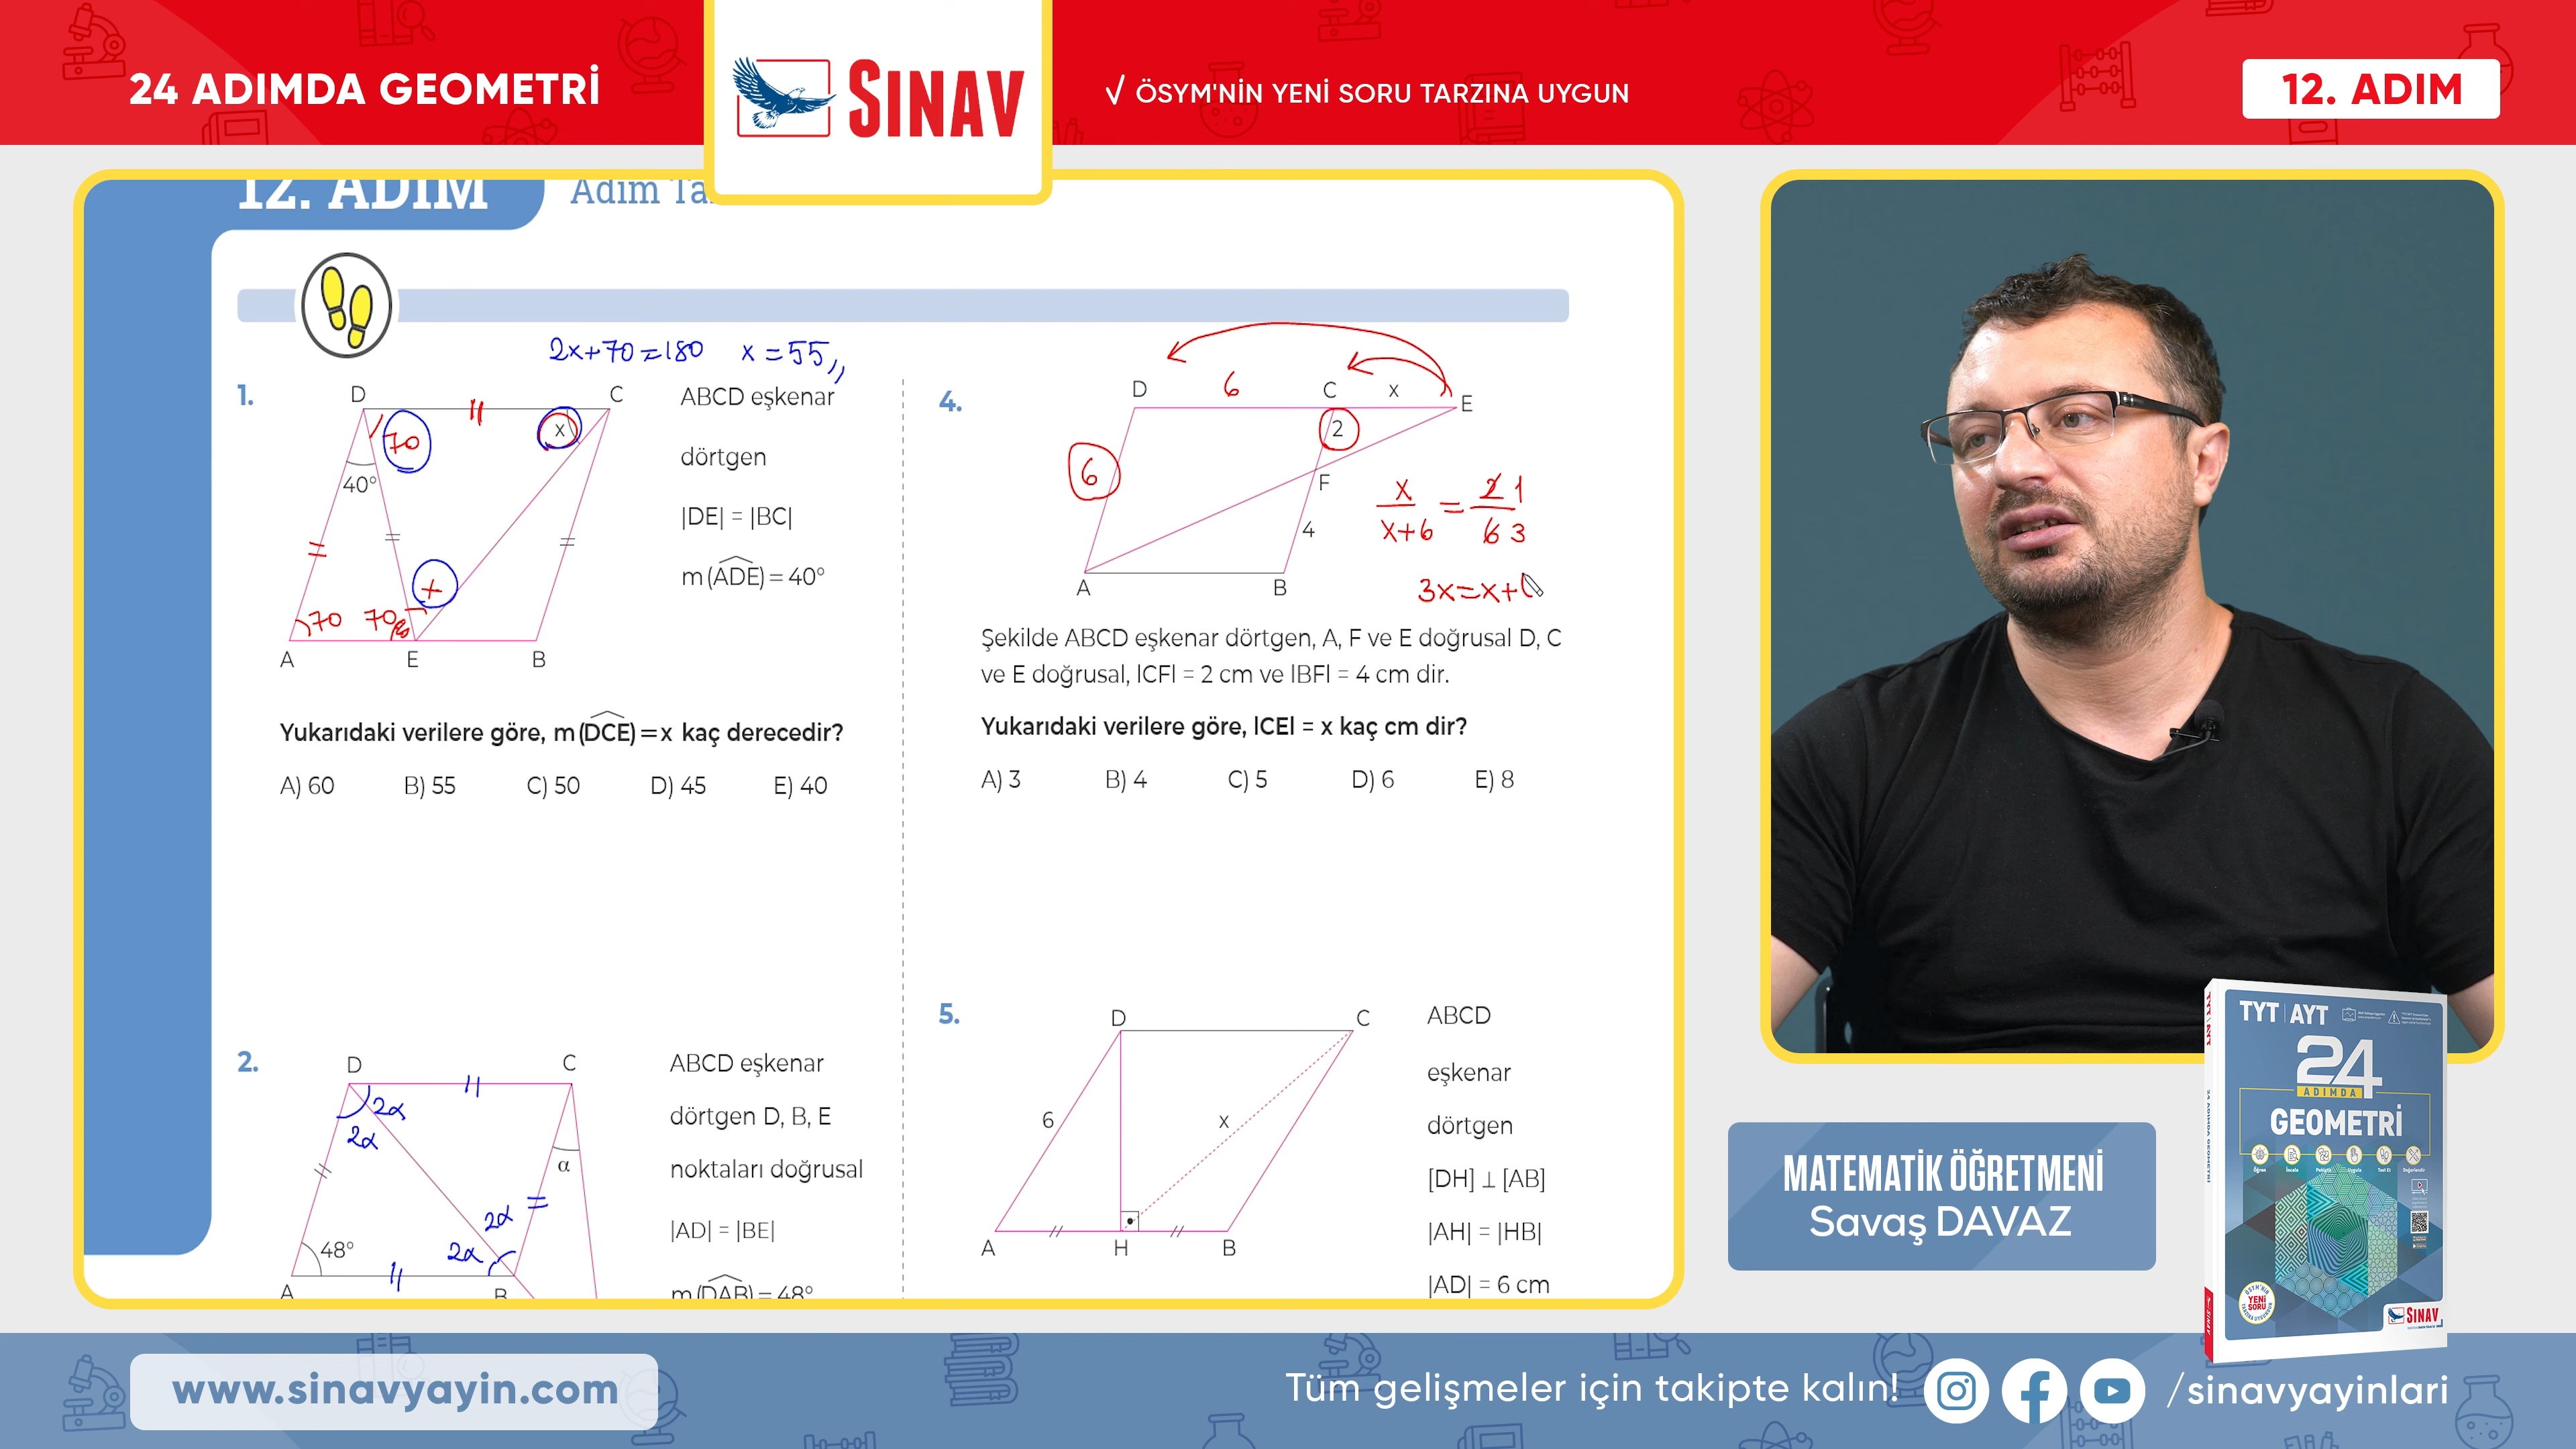 24 ADIMDA GEOMETRİ
SINAV
√ ÖSYM'NİN YENİ SORU TARZINA UYGUN
12. ADIM
12. ADIM
Adım Ta
2x+70=180 x=55,,
1.
D
C
70
x
40°
x
70 70
A
E
B
ABCD eşkenar
dörtgen
|DE| = |BC|
m(ADE) = 40°
Yukarıdaki verilere göre, m(DCE) = x kaç derecedir?
A) 60 B) 55 C) 50 D) 45 E) 40
2.
D
C
2α
2α
α
2α
2α
48°
A
B
ABCD eşkenar
dörtgen D, B, E
noktaları doğrusal
|AD| = |BE|
m(DAB) = 48°
4.
D 6 C x E
2
6
F
4
A
B
x/x+6 = 2/6 1/3
3x=x+
Şekilde ABCD eşkenar dörtgen, A, F ve E doğrusal D, C
ve E doğrusal, |CF| = 2 cm ve |BF| = 4 cm dir.
Yukarıdaki verilere göre, |CE| = x kaç cm dir?
A) 3 B) 4 C) 5 D) 6 E) 8
5.
D
C
6
x
A
H
B
ABCD
eşkenar
dörtgen
[DH] ⊥ [AB]
|AH| = |HB|
|AD| = 6 cm
MATEMATİK ÖĞRETMENİ
Savaş DAVAZ
TYT AYT
24
ADIMDA
GEOMETRİ
YENİ
SORU
SINAV
www.sinavyayin.com
Tüm gelişmeler için takipte kalın!
/sinavyayinlari